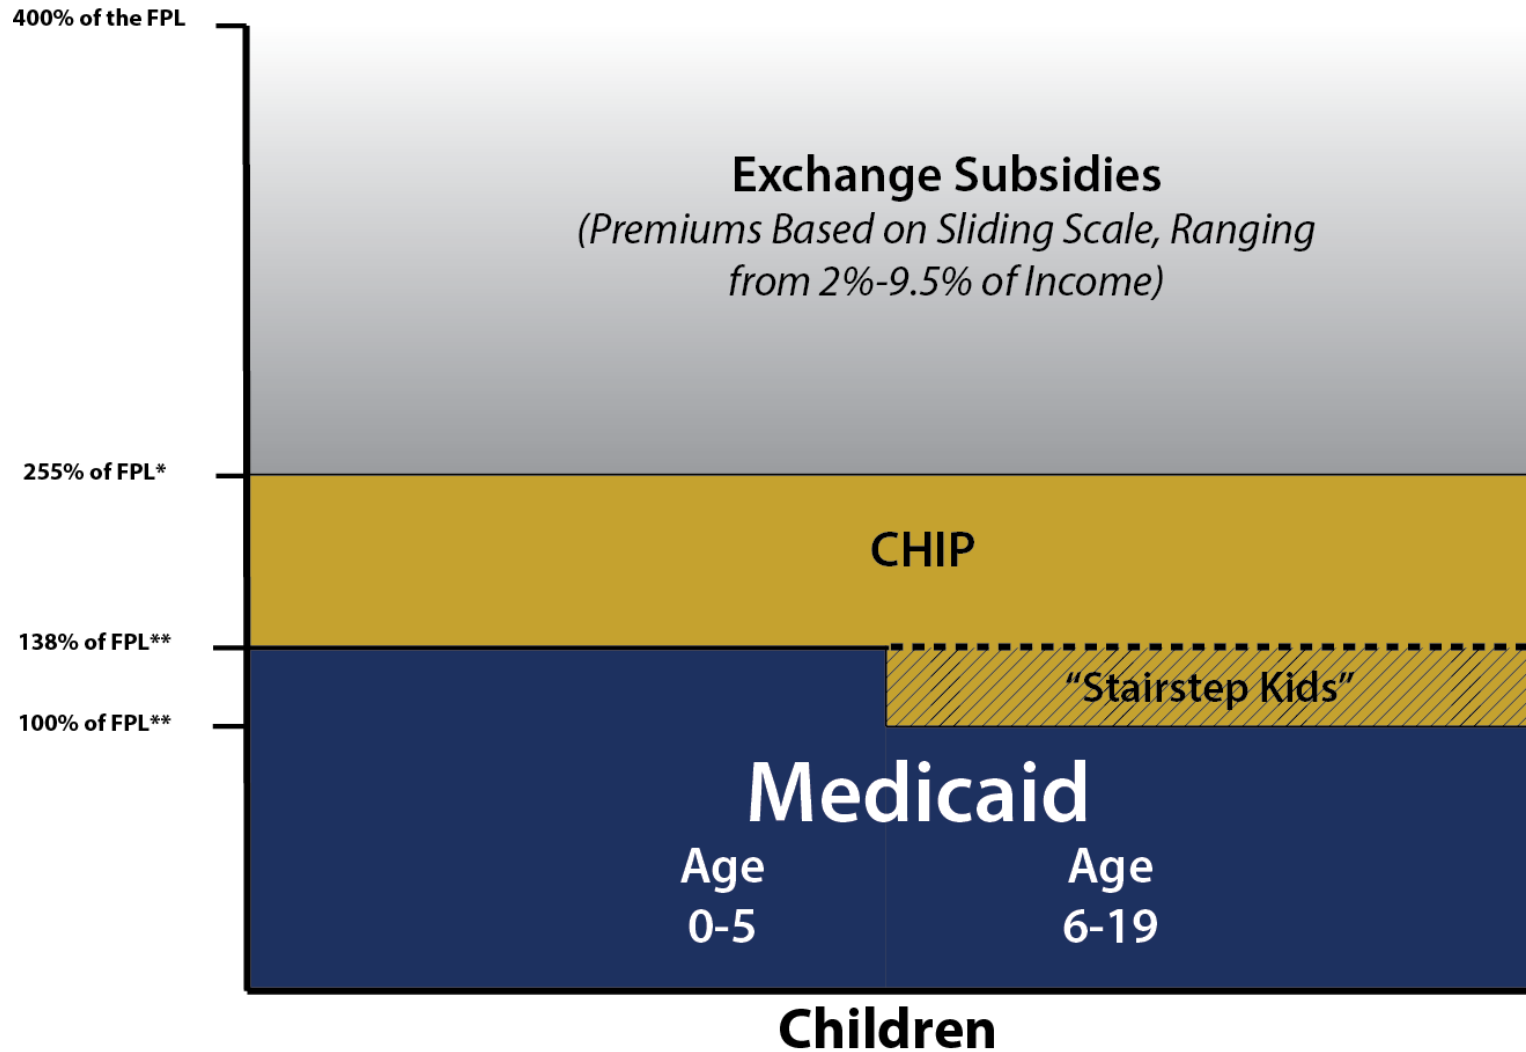 400% of the FPL
Exchange Subsidies
(Premiums Based on Sliding Scale, Ranging
from 2%-9.5% of Income)
255% of FPL*
CHIP
138% of FPL**
“Stairstep Kids”
100% of FPL**
Medicaid
Age
0-5
Age
6-19
Children